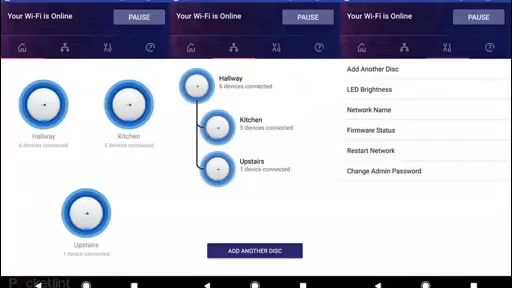 Your Wi-Fi is Online
PAUSE
Hallway
6 devices connected
Kitchen
5 devices connected
Upstairs
1 device connected
Pocketlint
Your Wi-Fi is Online
PAUSE
Hallway
6 devices connected
Kitchen
5 devices connected
Upstairs
1 device connected
ADD ANOTHER DISC
Your Wi-Fi is Online
PAUSE
Add Another Disc
LED Brightness
Network Name
Firmware Status
Restart Network
Change Admin Password